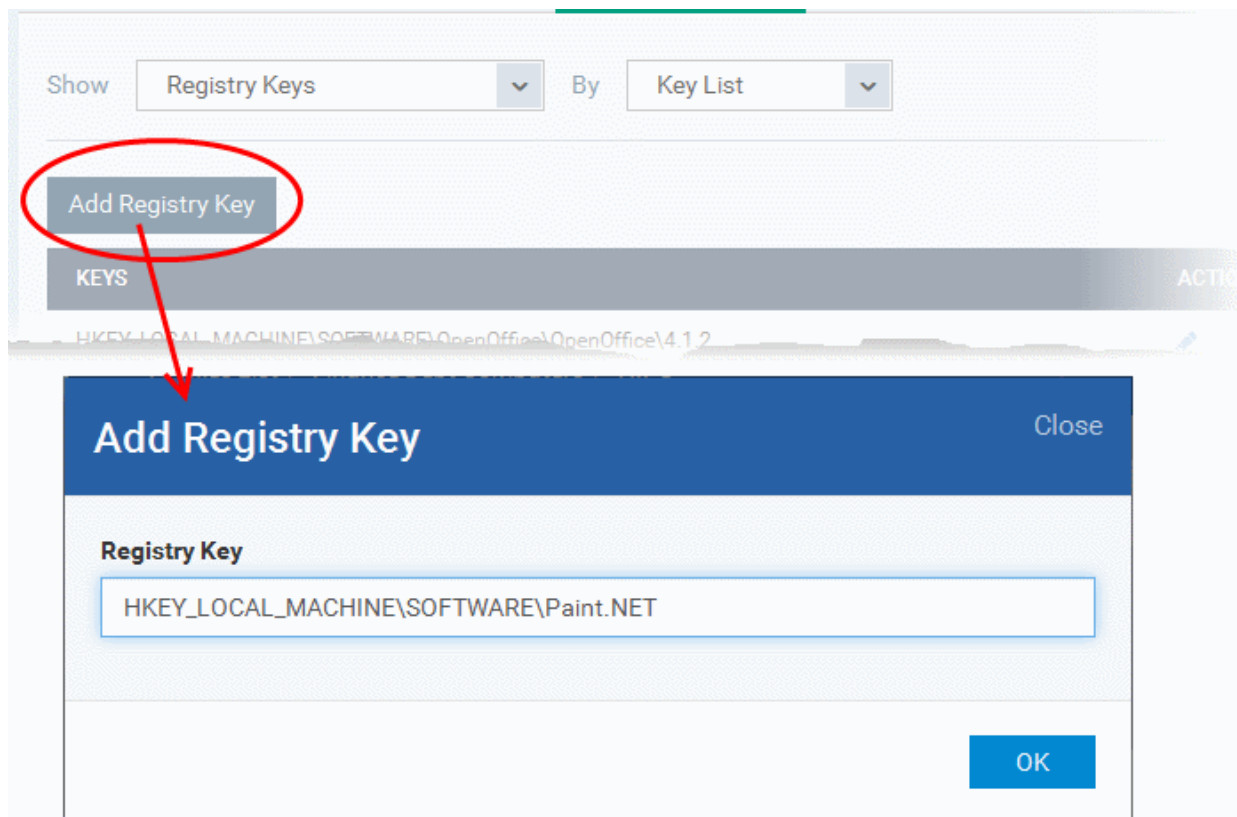 Show Registry Keys By Key List
Add Registry Key
KEYS ACTIO
HKEY_LOCAL_MACHINE\SOFTWARE\OpenOffice\OpenOffice\4.1.2
Add Registry Key Close
Registry Key
HKEY_LOCAL_MACHINE\SOFTWARE\Paint.NET
OK